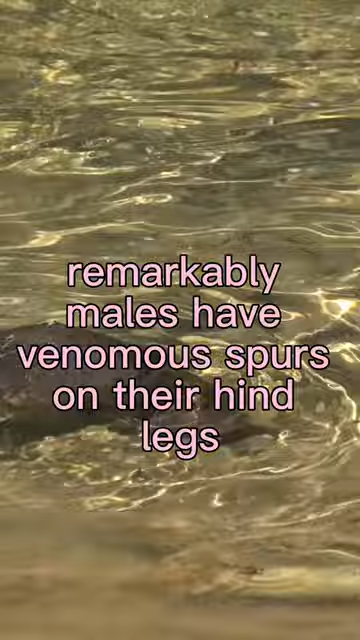 remarkably
males have
venomous spurs
on their hind
legs